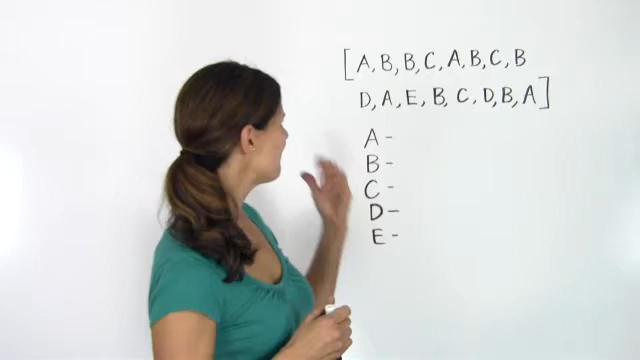 [A, B, B, C, A, B, C, B
D, A, E, B, C, D, B, A]
A -
B -
C -
D -
E -